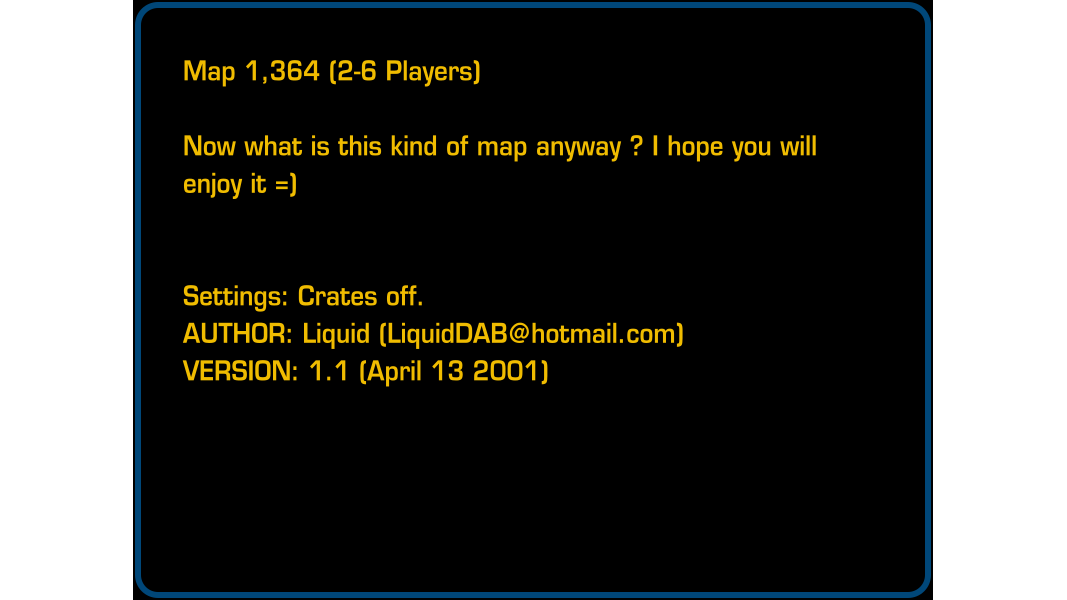 Map 1,364 (2-6 Players)
Now what is this kind of map anyway ? I hope you will
enjoy it =)
Settings: Crates off.
AUTHOR: Liquid (LiquidDAB@hotmail.com)
VERSION: 1.1 (April 13 2001)